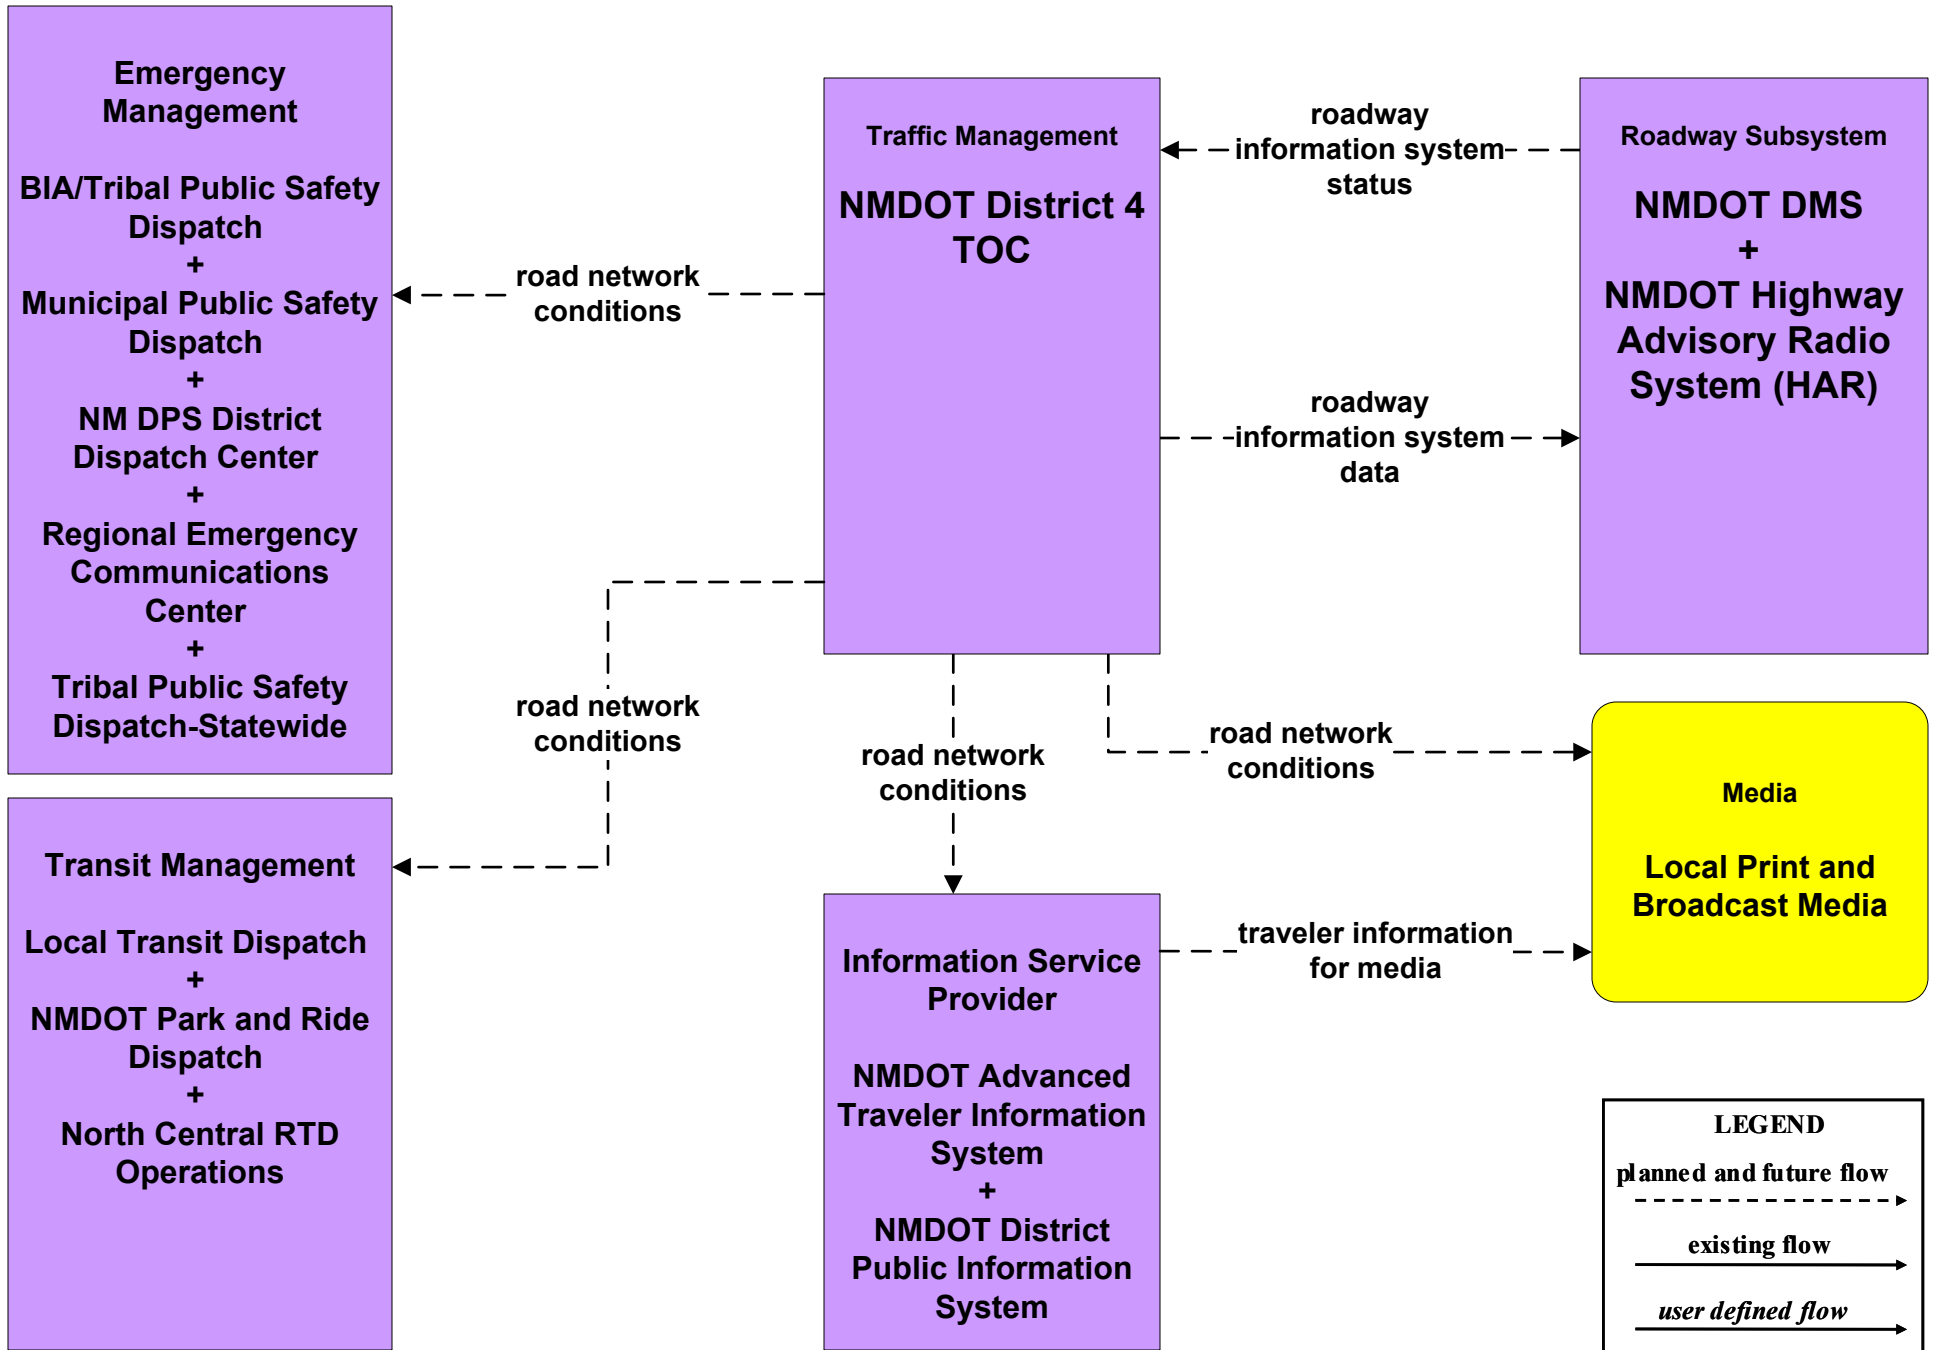 Emergency
Management
BIA/Tribal Public Safety
Dispatch
+
Municipal Public Safety
Dispatch
+
NM DPS District
Dispatch Center
+
Regional Emergency
Communications
Center
+
Tribal Public Safety
Dispatch-Statewide
Transit Management
Local Transit Dispatch
+
NMDOT Park and Ride
Dispatch
+
North Central RTD
Operations
road network
conditions
road network
conditions
Traffic Management
NMDOT District 4
TOC
roadway
information system
status
roadway
information system
data
Roadway Subsystem
NMDOT DMS
+
NMDOT Highway
Advisory Radio
System (HAR)
road network
conditions
road network
conditions
Information Service
Provider
NMDOT Advanced
Traveler Information
System
+
NMDOT District
Public Information
System
traveler information
for media
Media
Local Print and
Broadcast Media
LEGEND
planned and future flow
existing flow
user defined flow